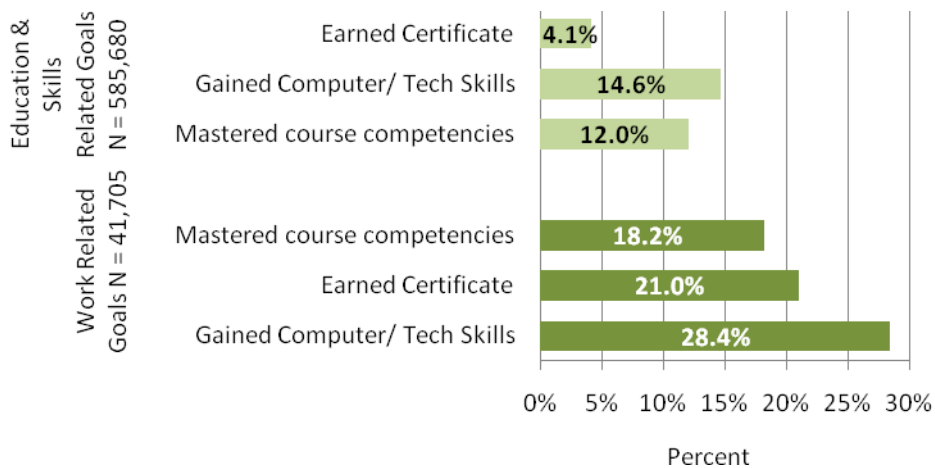 Education &
Skills
Related Goals
N = 585,680
Earned Certificate
4.1%
Gained Computer/ Tech Skills
14.6%
Mastered course competencies
12.0%
Work Related
Goals N = 41,705
Mastered course competencies
18.2%
Earned Certificate
21.0%
Gained Computer/ Tech Skills
28.4%
0% 5% 10% 15% 20% 25% 30%
Percent